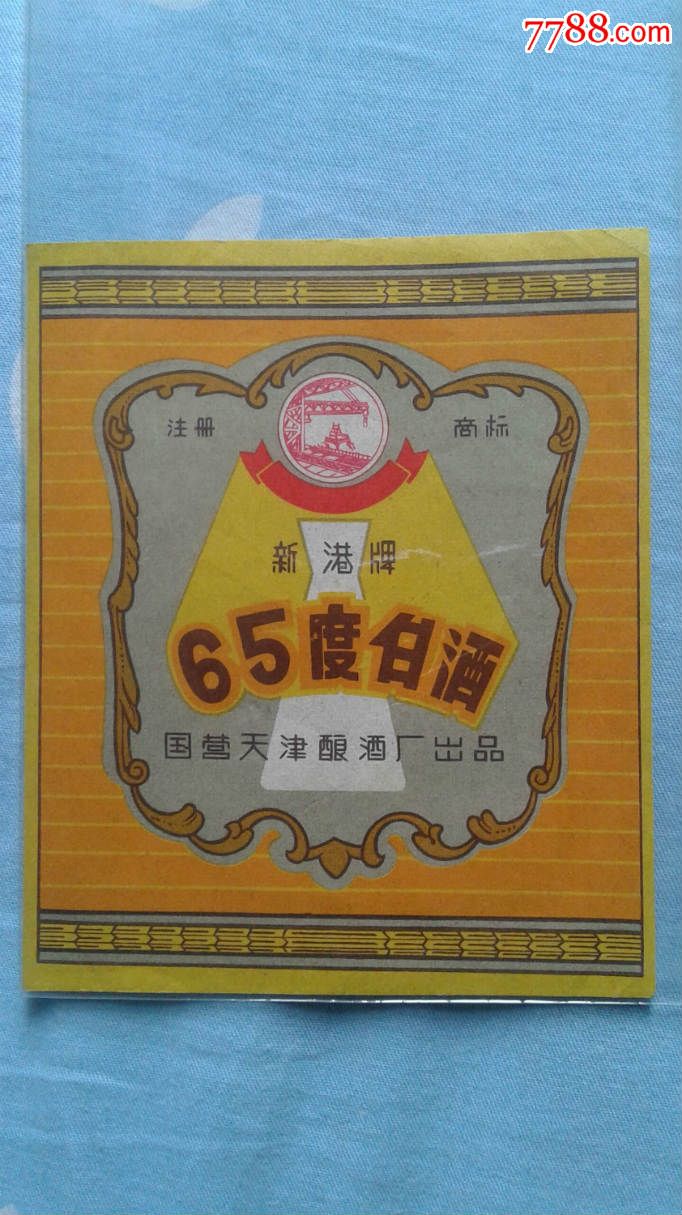 7788.com
注册 商标
新港牌
65度白酒
国营天津酿酒厂出品